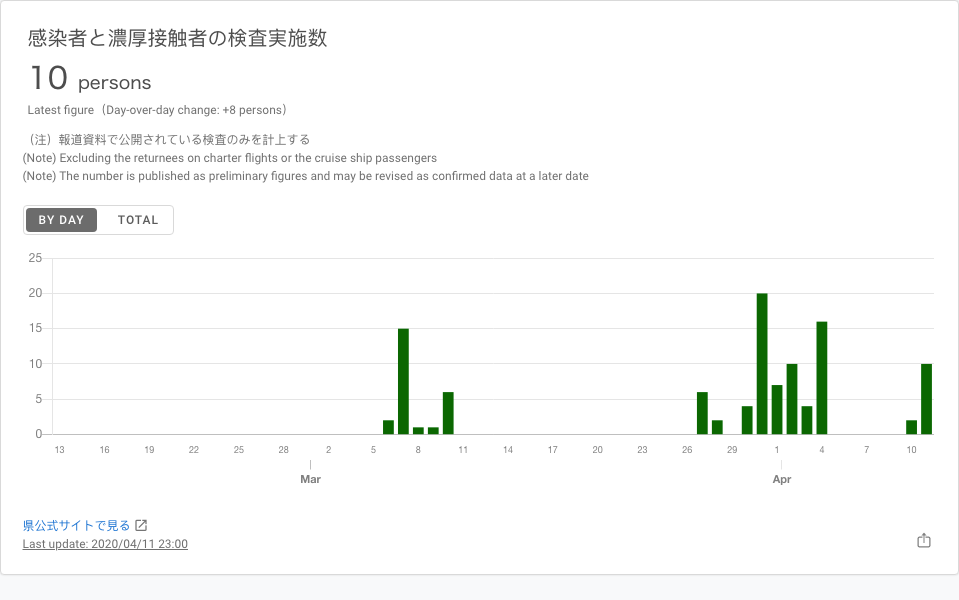 感染者と濃厚接触者の検査実施数
10 persons
Latest figure（Day-over-day change: +8 persons）
（注）報道資料で公開されている検査のみを計上する
(Note) Excluding the returnees on charter flights or the cruise ship passengers
(Note) The number is published as preliminary figures and may be revised as confirmed data at a later date
BY DAY TOTAL
25
20
15
10
5
0
13 16 19 22 25 28 2 5 8 11 14 17 20 23 26 29 1 4 7 10
Mar Apr
県公式サイトで見る
Last update: 2020/04/11 23:00